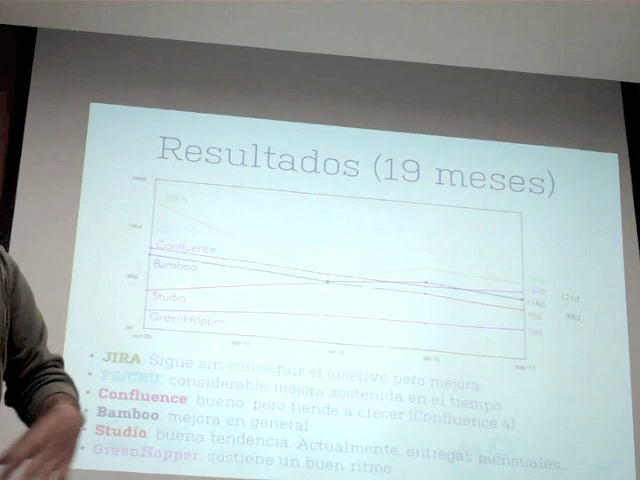 Resultados (19 meses)
JIRA
Confluence
Bamboo
Studio
GreenHopper
121d
95d 98d
• JIRA: Sigue sin conseguir el objetivo pero mejora
• FE/CRU: considerable mejora sostenida en el tiempo
• Confluence: bueno, pero tiende a crecer (Confluence 4)
• Bamboo: mejora en general
• Studio: buena tendencia. Actualmente, entregas mensuales.
• GreenHopper: sostiene un buen ritmo